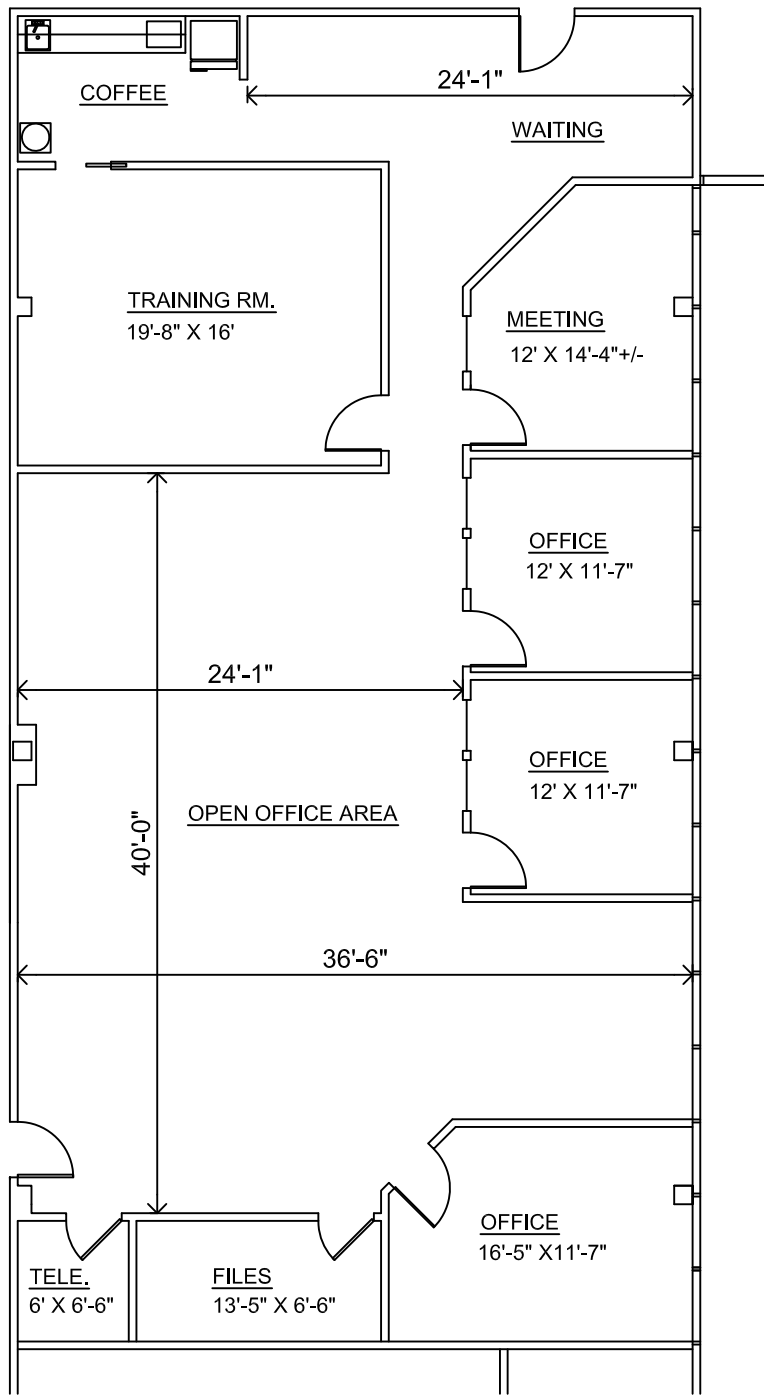 24'-1"
COFFEE
WAITING
TRAINING RM.
19'-8" X 16'
MEETING
12' X 14'-4"+/-
OFFICE
12' X 11'-7"
24'-1"
OFFICE
12' X 11'-7"
OPEN OFFICE AREA
40'-0"
36'-6"
OFFICE
16'-5" X11'-7"
TELE.
6' X 6'-6"
FILES
13'-5" X 6'-6"